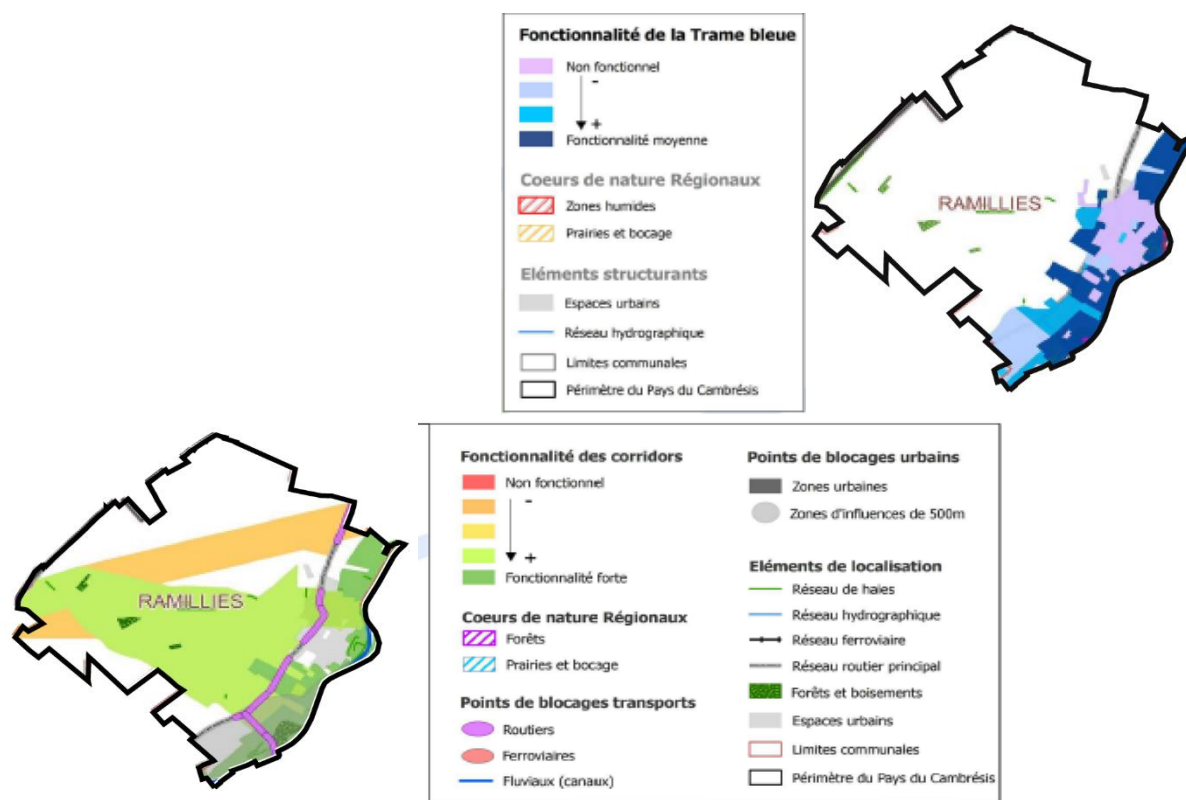 Fonctionnalité de la Trame bleue
Non fonctionnel
-
+
Fonctionnalité moyenne
Coeurs de nature Régionaux
Zones humides
Prairies et bocage
Eléments structurants
Espaces urbains
Réseau hydrographique
Limites communales
Périmètre du Pays du Cambrésis
RAMILLIES
RAMILLIES
Fonctionnalité des corridors
Non fonctionnel
-
+
Fonctionnalité forte
Coeurs de nature Régionaux
Forêts
Prairies et bocage
Points de blocages transports
Routiers
Ferroviaires
Fluviaux (canaux)
Points de blocages urbains
Zones urbaines
Zones d'influences de 500m
Eléments de localisation
Réseau de haies
Réseau hydrographique
Réseau ferroviaire
Réseau routier principal
Forêts et boisements
Espaces urbains
Limites communales
Périmètre du Pays du Cambrésis